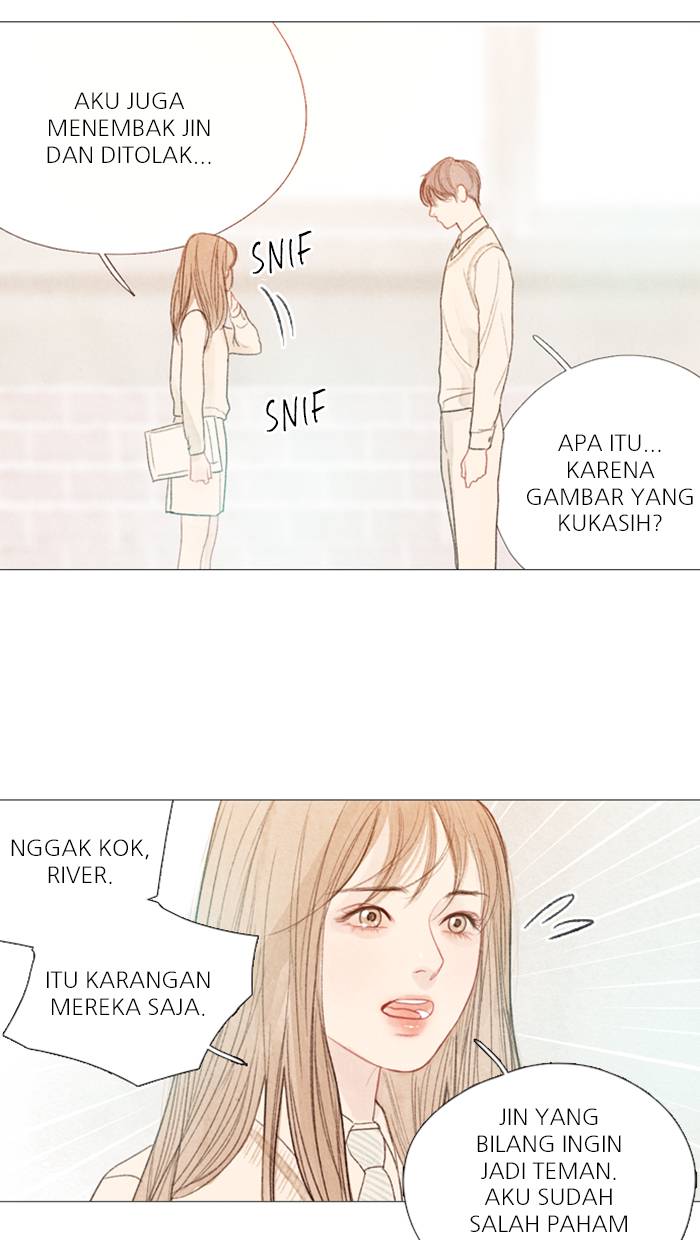 AKU JUGA
MENEMBAK JIN
DAN DITOLAK...
SNIF
SNIF
APA ITU...
KARENA
GAMBAR YANG
KUKASIH?
NGGAK KOK,
RIVER.
ITU KARANGAN
MEREKA SAJA.
JIN YANG
BILANG INGIN
JADI TEMAN.
AKU SUDAH
SALAH PAHAM